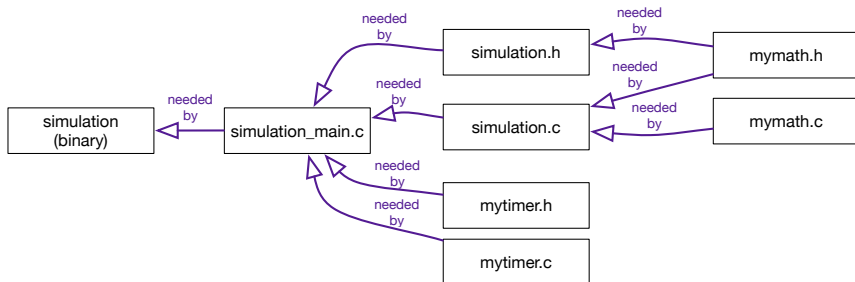 needed
by
simulation.h
needed
by
mymath.h
needed
by
simulation
(binary)
needed
by
simulation_main.c
needed
by
simulation.c
needed
by
mymath.c
needed
by
mytimer.h
needed
by
mytimer.c